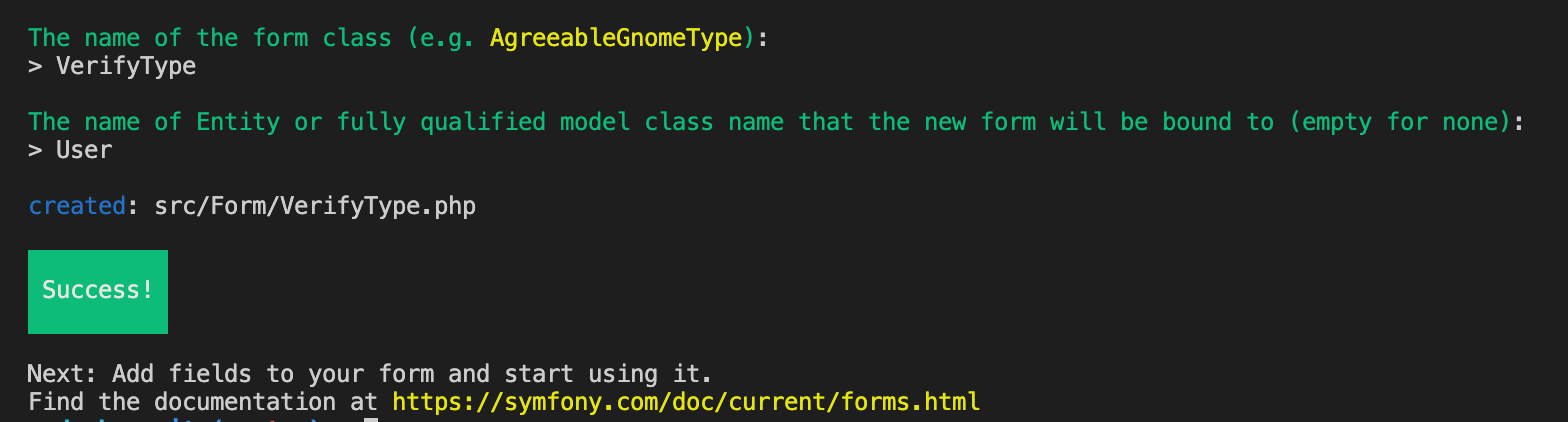 The name of the form class (e.g. AgreeableGnomeType):
> VerifyType
The name of Entity or fully qualified model class name that the new form will be bound to (empty for none):
> User
created: src/Form/VerifyType.php
Success!
Next: Add fields to your form and start using it.
Find the documentation at https://symfony.com/doc/current/forms.html